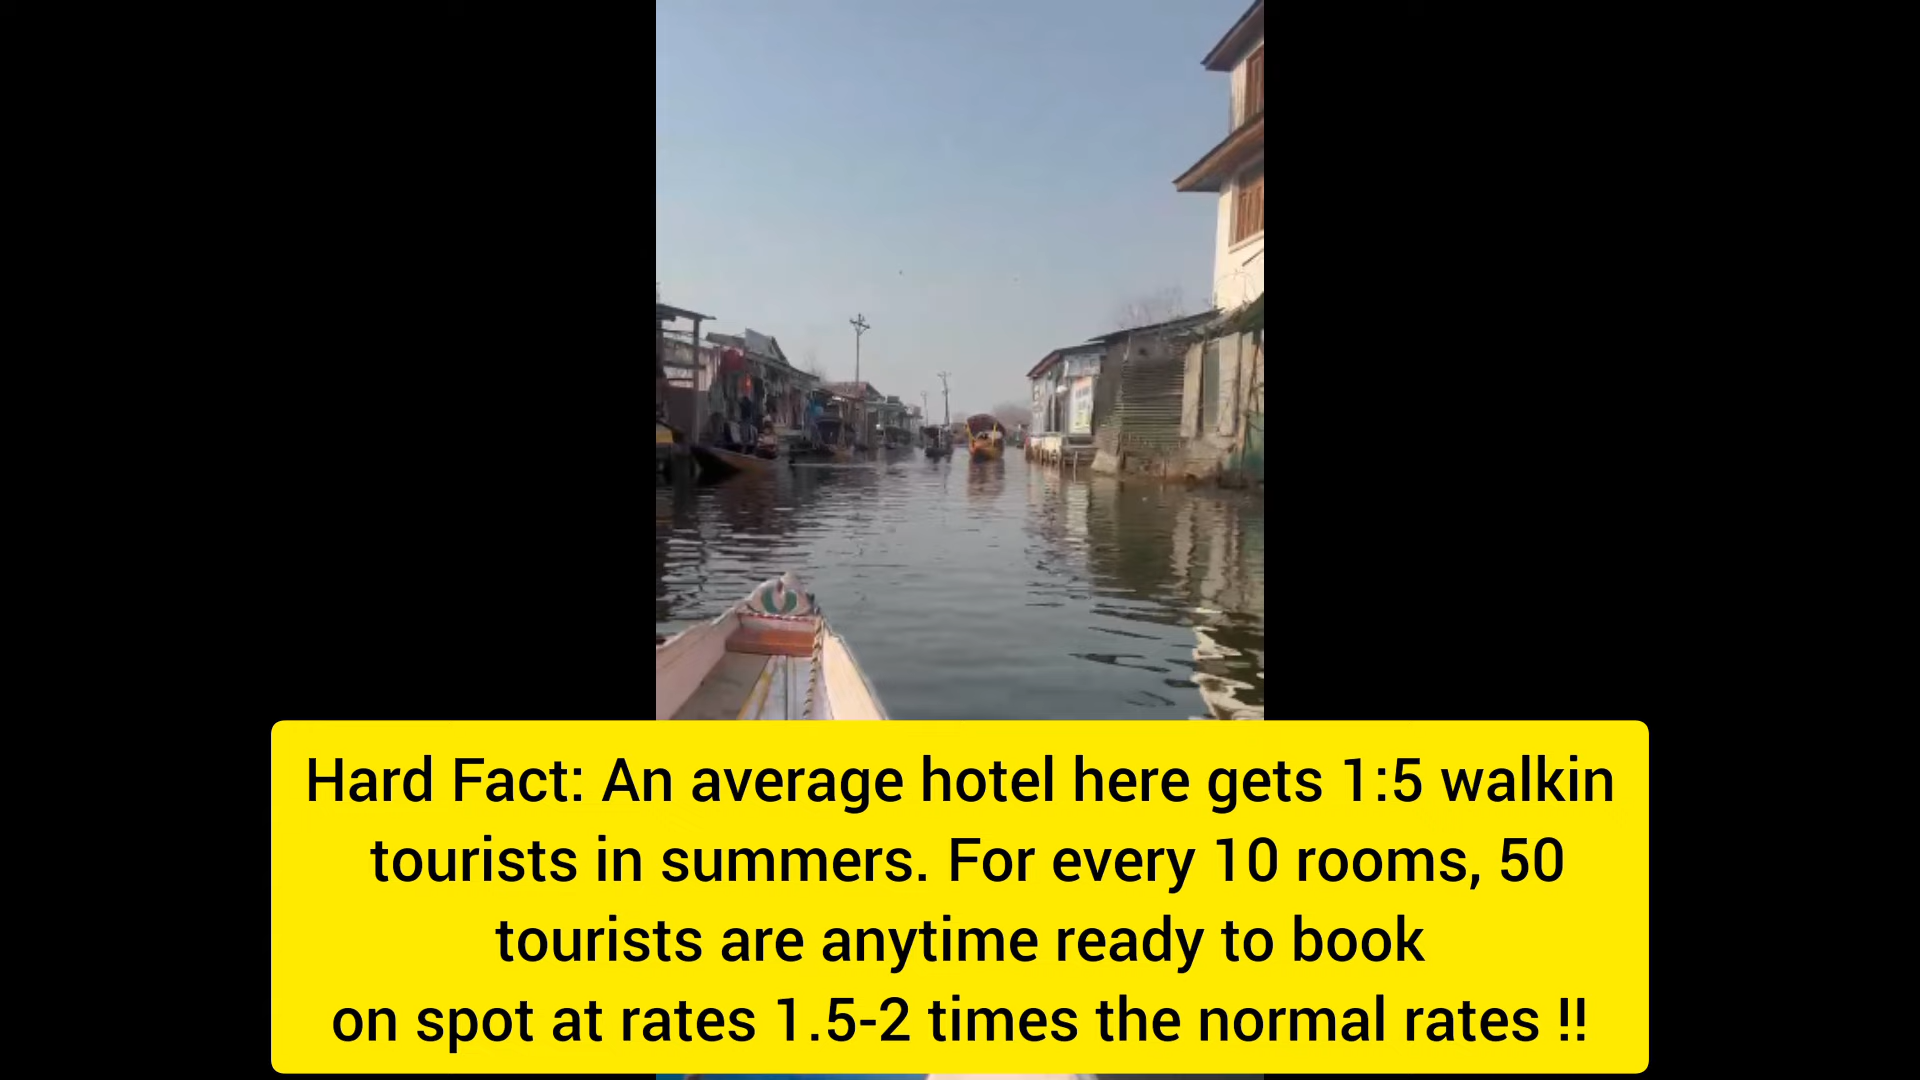 Hard Fact: An average hotel here gets 1:5 walkin
tourists in summers. For every 10 rooms, 50
tourists are anytime ready to book
on spot at rates 1.5-2 times the normal rates !!